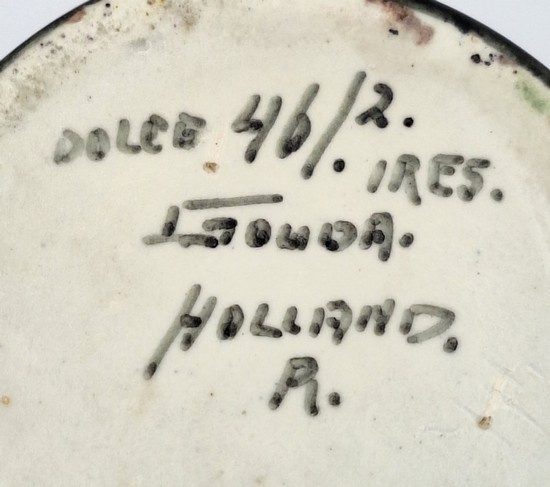 DOLCE 46/2.
IRES.
GOUDA.
HOLLAND.
R.